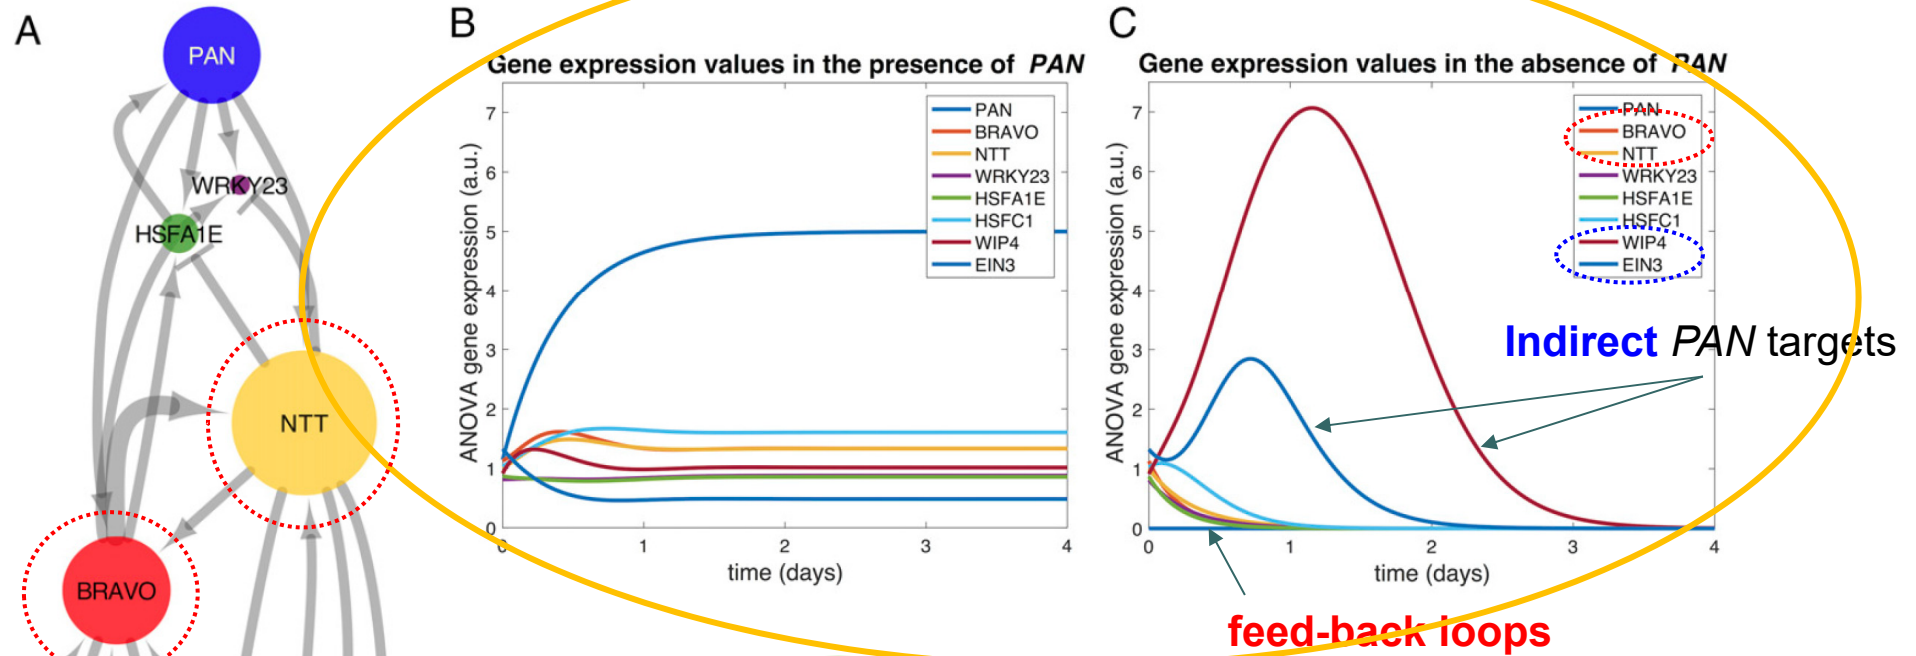 A
PAN
WRKY23
HSFA1E
NTT
BRAVO
B
Gene expression values in the presence of PAN
ANOVA gene expression (a.u.)
7
6
5
4
3
2
1
0
0
1
2
3
4
time (days)
PAN
BRAVO
NTT
WRKY23
HSFA1E
HSFC1
WIP4
EIN3
C
Gene expression values in the absence of PAN
ANOVA gene expression (a.u.)
7
6
5
4
3
2
1
0
0
1
2
3
4
time (days)
PAN
BRAVO
NTT
WRKY23
HSFA1E
HSFC1
WIP4
EIN3
Indirect PAN targets
feed-back loops